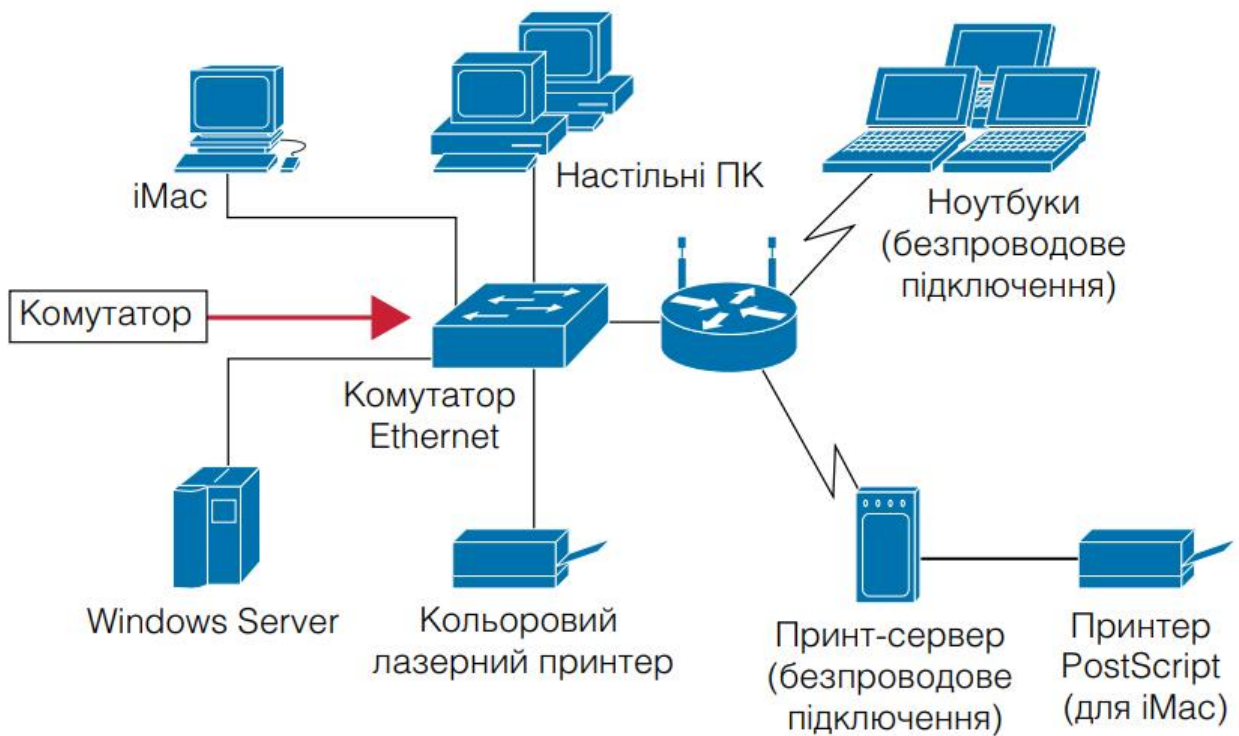 iMac
Настільні ПК
Ноутбуки
(безпроводове
підключення)
Комутатор
Комутатор
Ethernet
Windows Server
Кольоровий
лазерний принтер
Принт-сервер
(безпроводове
підключення)
Принтер
PostScript
(для iMac)